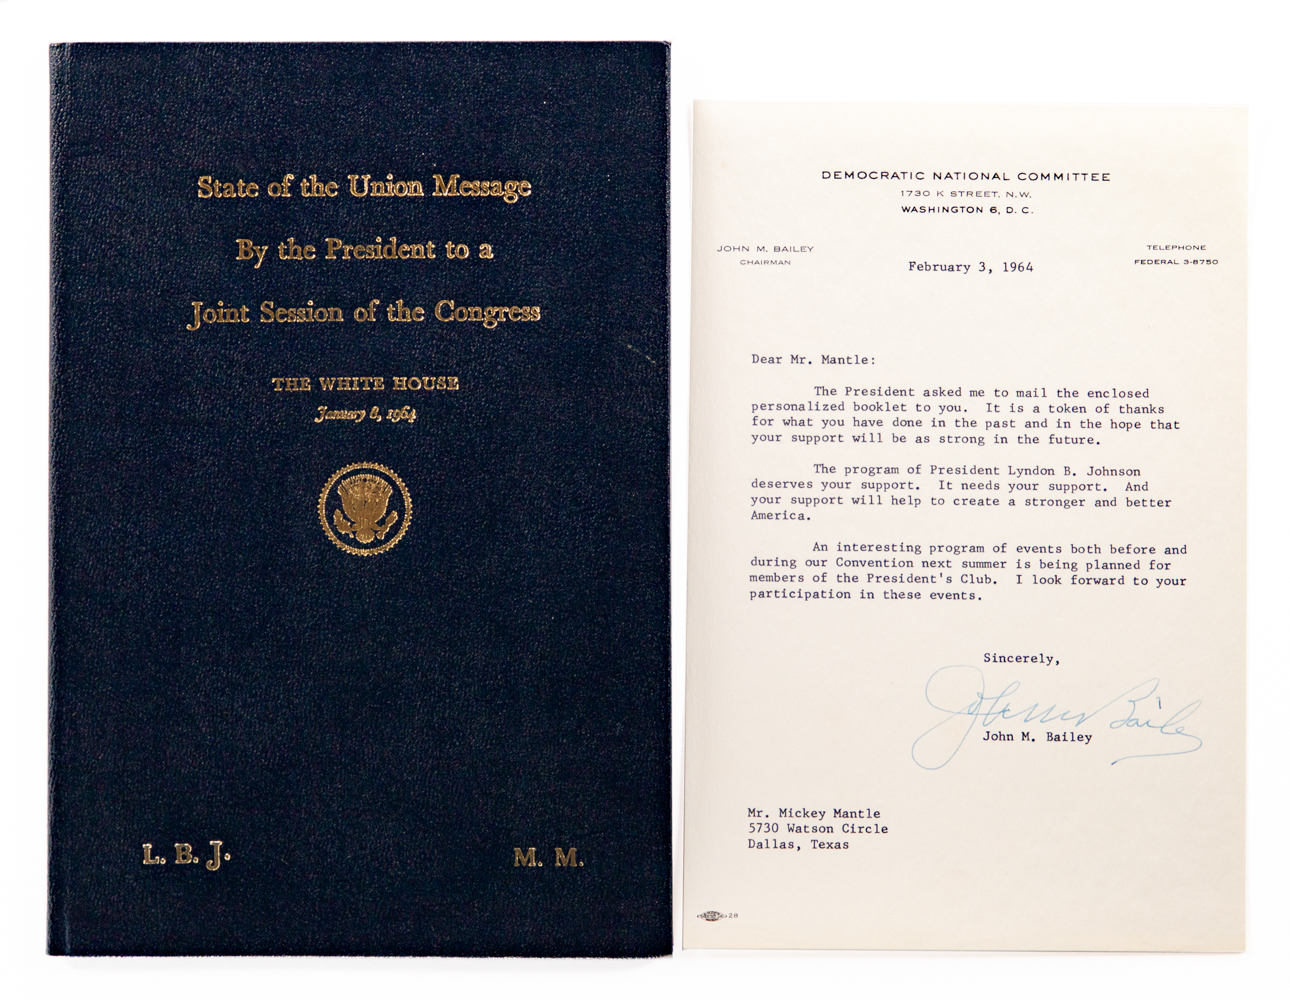 State of the Union Message
By the President to a
Joint Session of the Congress
THE WHITE HOUSE
January 8, 1964
L. B. J.
M. M.
DEMOCRATIC NATIONAL COMMITTEE
1730 K STREET, N.W.
WASHINGTON 6, D. C.
JOHN M. BAILEY
CHAIRMAN
TELEPHONE
FEDERAL 3-8750
February 3, 1964
Dear Mr. Mantle:
The President asked me to mail the enclosed
personalized booklet to you. It is a token of thanks
for what you have done in the past and in the hope that
your support will be as strong in the future.
The program of President Lyndon B. Johnson
deserves your support. It needs your support. And
your support will help to create a stronger and better
America.
An interesting program of events both before and
during our Convention next summer is being planned for
members of the President's Club. I look forward to your
participation in these events.
Sincerely,
John M. Bailey
John M. Bailey
Mr. Mickey Mantle
5730 Watson Circle
Dallas, Texas
28